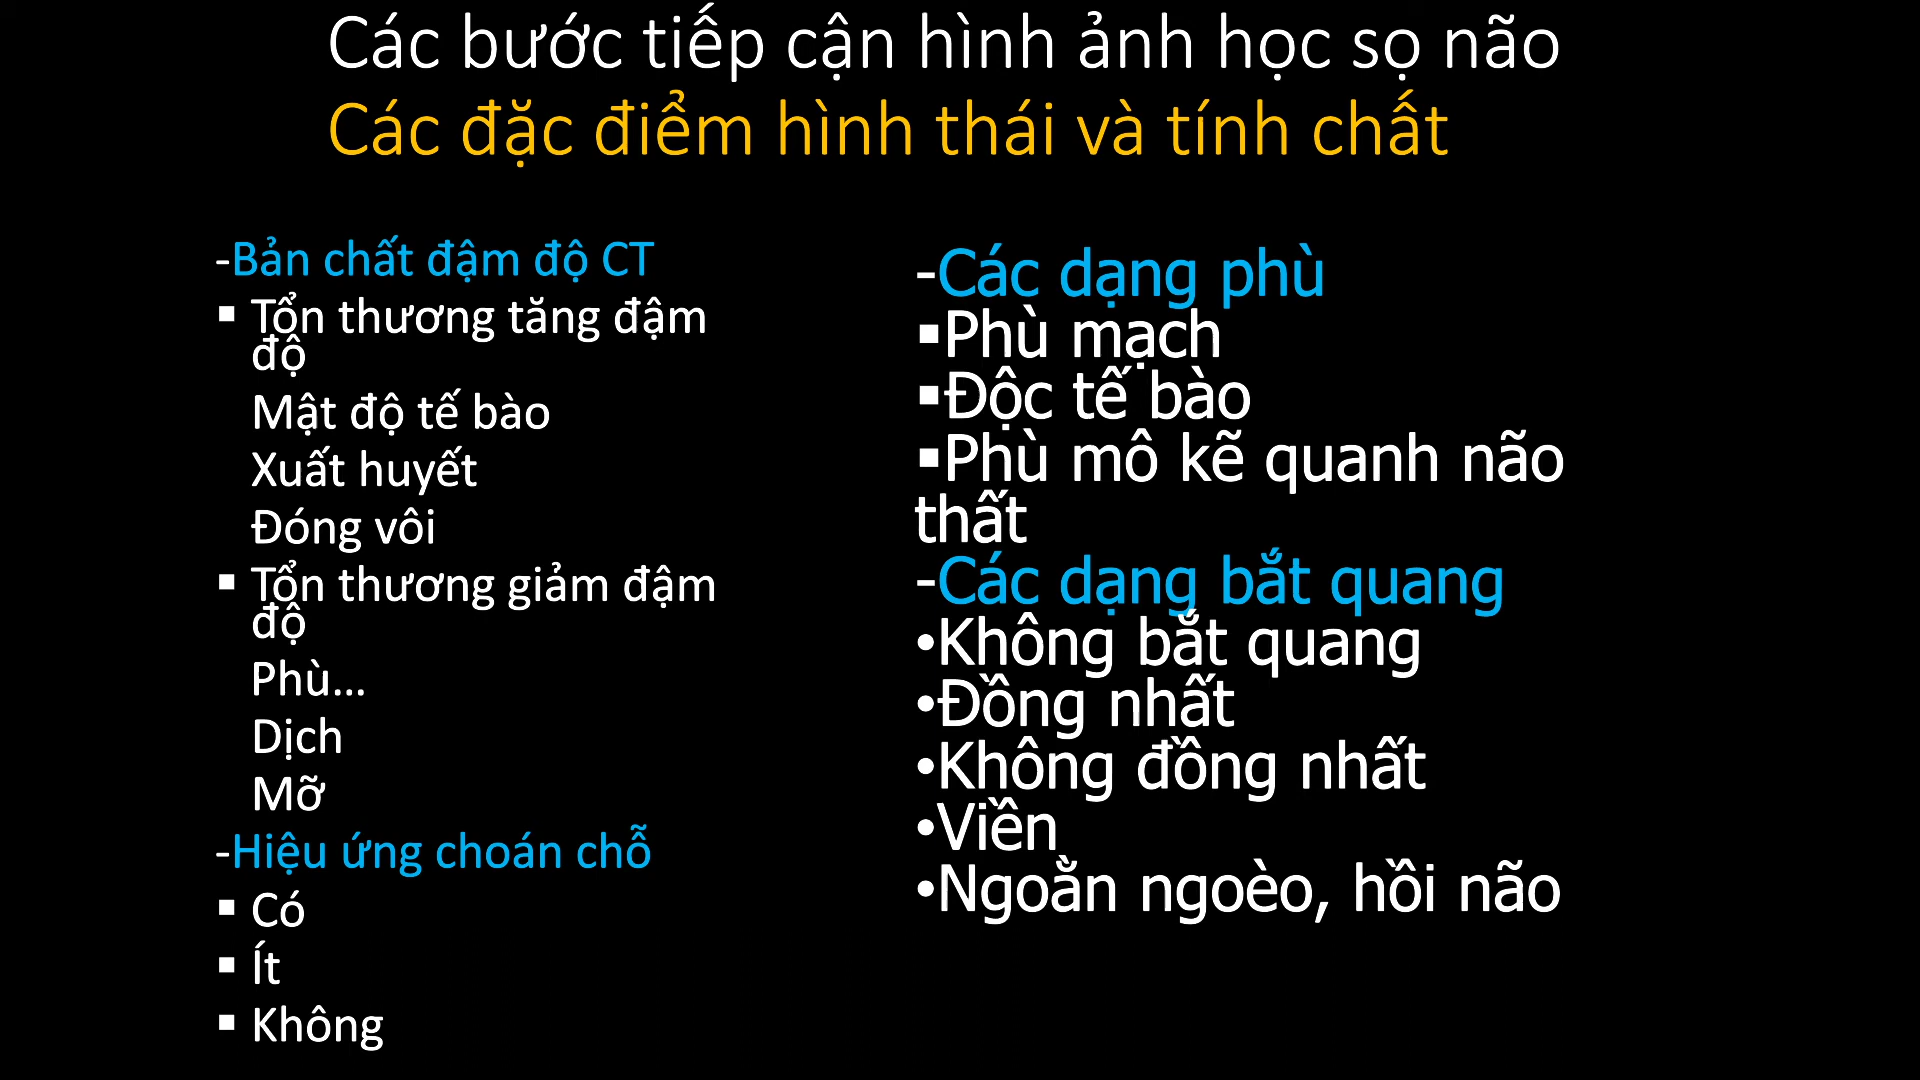 Các bước tiếp cận hình ảnh học sọ não
Các đặc điểm hình thái và tính chất
-Bản chất đậm độ CT
▪ Tổn thương tăng đậm
độ
Mật độ tế bào
Xuất huyết
Đóng vôi
▪ Tổn thương giảm đậm
độ
Phù...
Dịch
Mỡ
-Hiệu ứng choán chỗ
▪ Có
▪ Ít
▪ Không
-Các dạng phù
▪Phù mạch
▪Độc tế bào
▪Phù mô kẽ quanh não
thất
-Các dạng bắt quang
•Không bắt quang
•Đồng nhất
•Không đồng nhất
•Viền
•Ngoằn ngoèo, hồi não